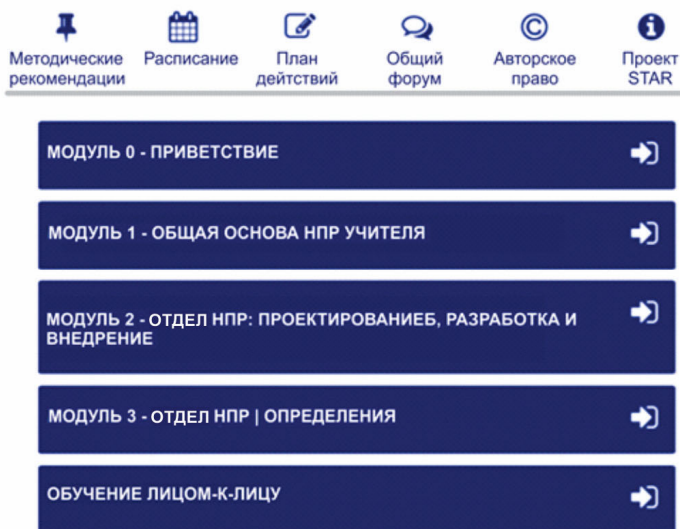 Методические рекомендации
Расписание
План дейтствий
Общий форум
Авторское право
Проект STAR
МОДУЛЬ 0 - ПРИВЕТСТВИЕ
МОДУЛЬ 1 - ОБЩАЯ ОСНОВА НПР УЧИТЕЛЯ
МОДУЛЬ 2 - ОТДЕЛ НПР: ПРОЕКТИРОВАНИЕБ, РАЗРАБОТКА И
ВНЕДРЕНИЕ
МОДУЛЬ 3 - ОТДЕЛ НПР | ОПРЕДЕЛЕНИЯ
ОБУЧЕНИЕ ЛИЦОМ-К-ЛИЦУ